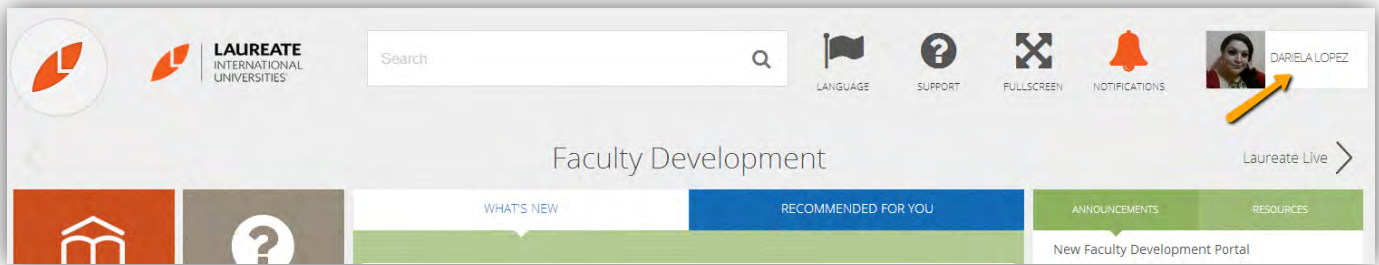 LAUREATE
INTERNATIONAL
UNIVERSITIES
Search
LANGUAGE
SUPPORT
FULLSCREEN
NOTIFICATIONS
DARIELA LOPEZ
Faculty Development
Laureate Live
WHAT'S NEW
RECOMMENDED FOR YOU
ANNOUNCEMENTS
RESOURCES
New Faculty Development Portal